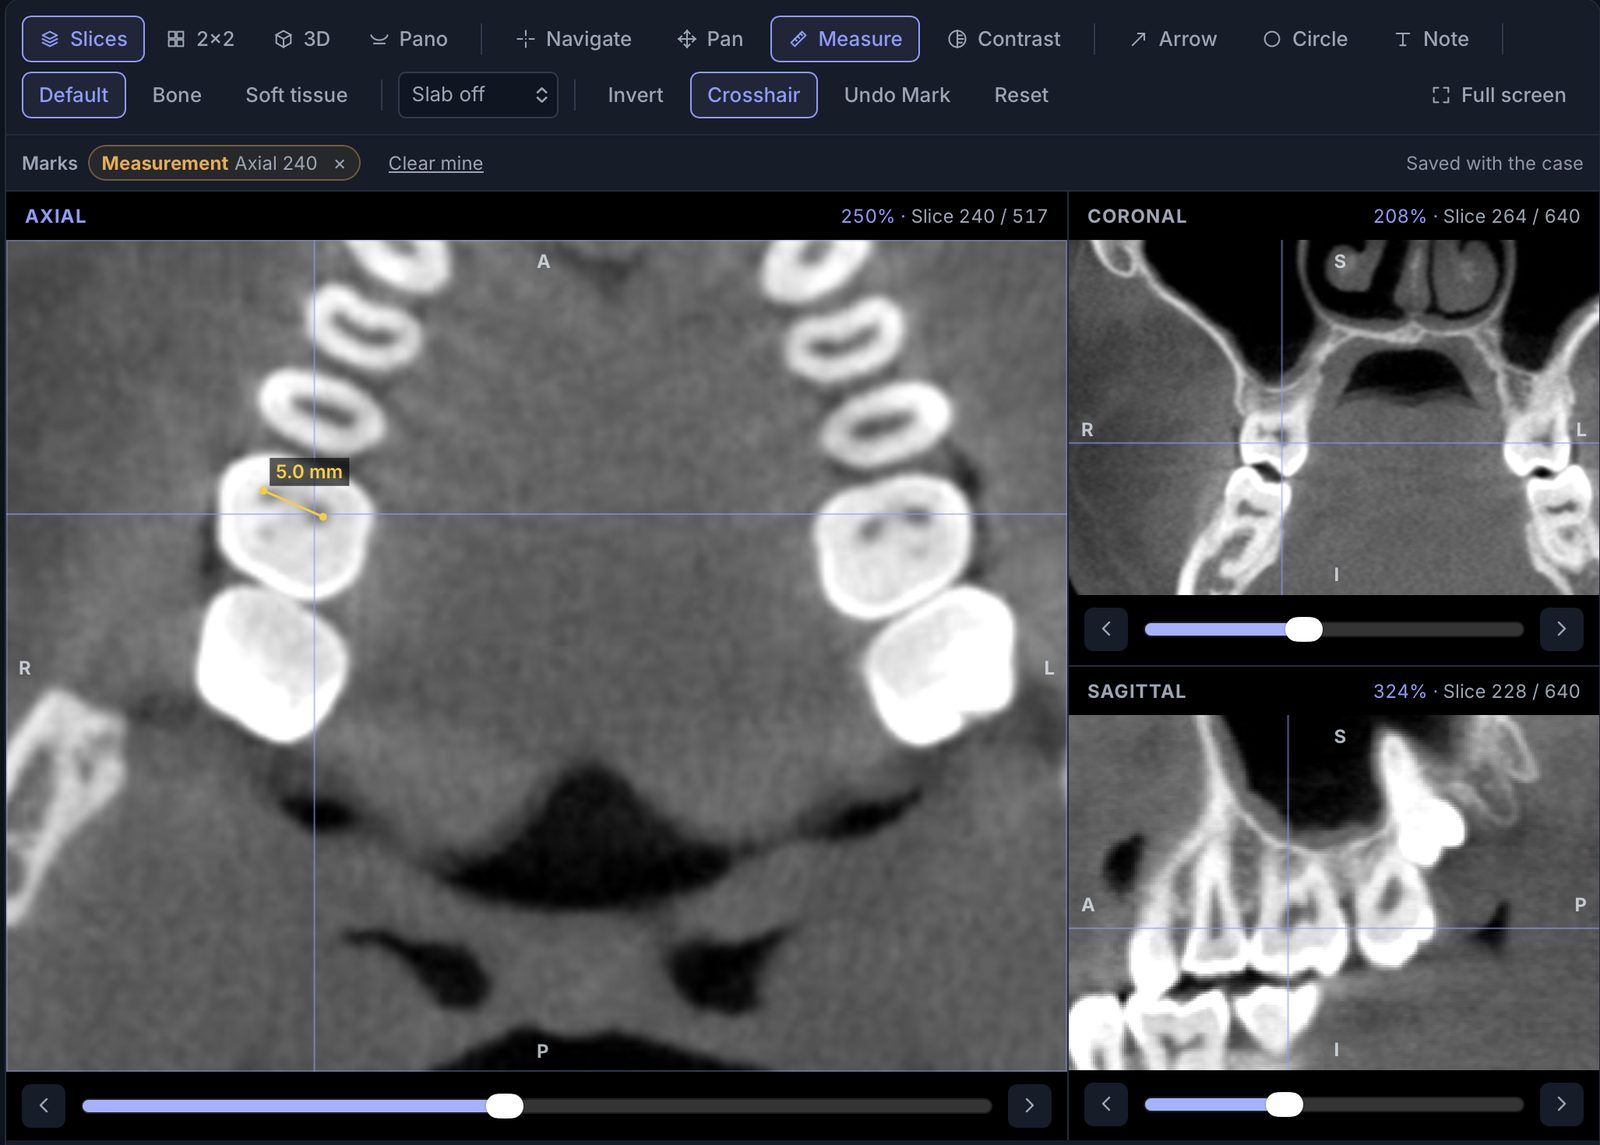 Slices 2×2 3D Pano Navigate Pan Measure Contrast Arrow Circle Note
Default Bone Soft tissue Slab off Invert Crosshair Undo Mark Reset Full screen
Marks Measurement Axial 240 × Clear mine Saved with the case
AXIAL 250% · Slice 240 / 517
A
5.0 mm
R
L
P
CORONAL 208% · Slice 264 / 640
S
R
L
I
SAGITTAL 324% · Slice 228 / 640
S
A
P
I